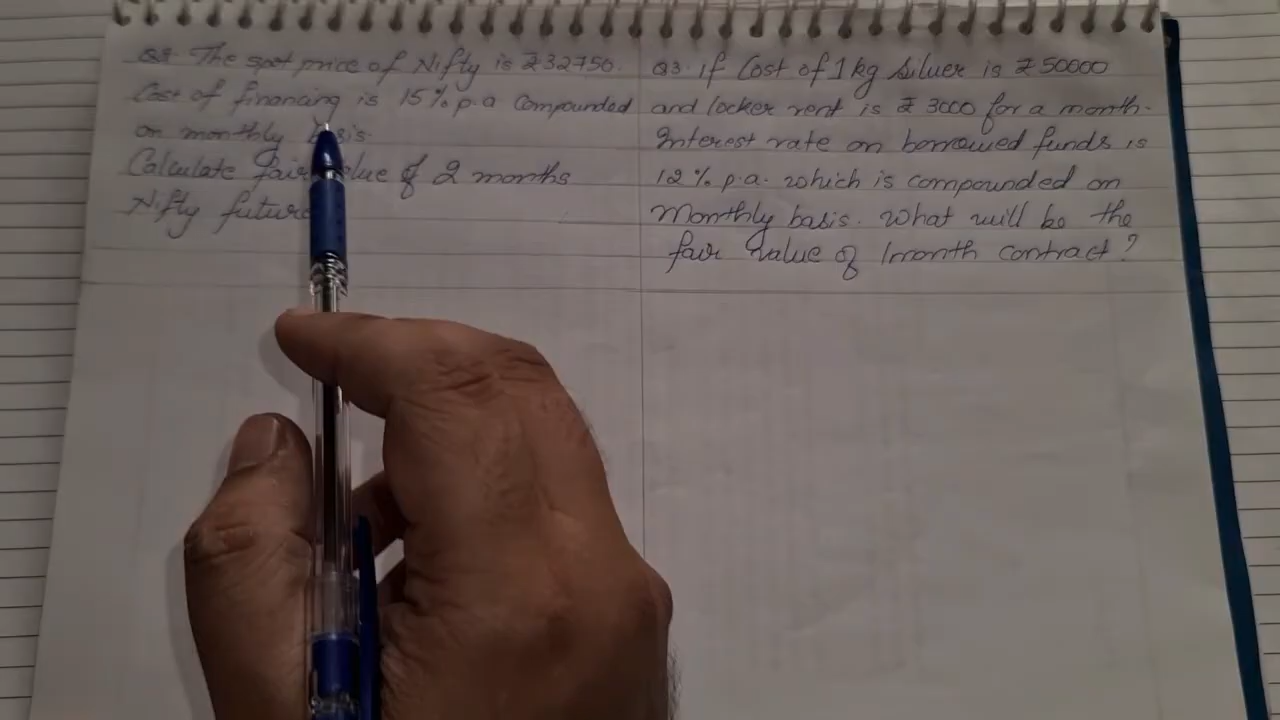 Q2. The spot price of Nifty is ₹32750.
Cost of financing is 15% p.a compounded
on monthly basis.
Calculate fair value of 2 months
Nifty future
Q3. if Cost of 1kg Siluer is ₹50000
and locker rent is ₹ 3000 for a month.
Interest rate on borrowed funds is
12% p.a. which is compounded on
Monthly basis. What will be the
fair value of 1month contract?